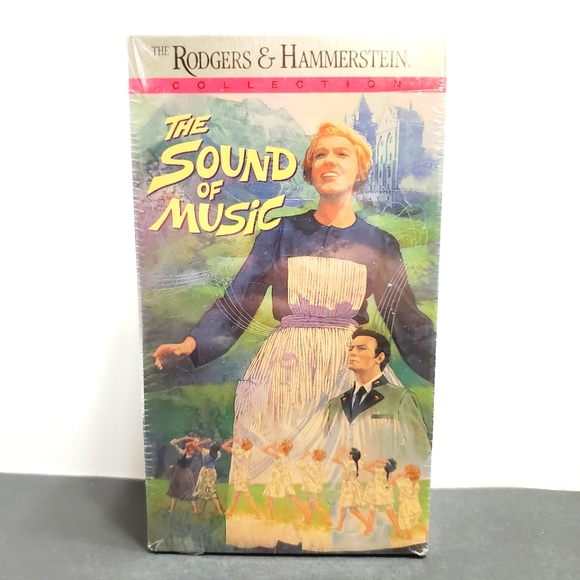 THE RODGERS & HAMMERSTEIN®
COLLECTION
THE
SOUND
OF
MUSIC